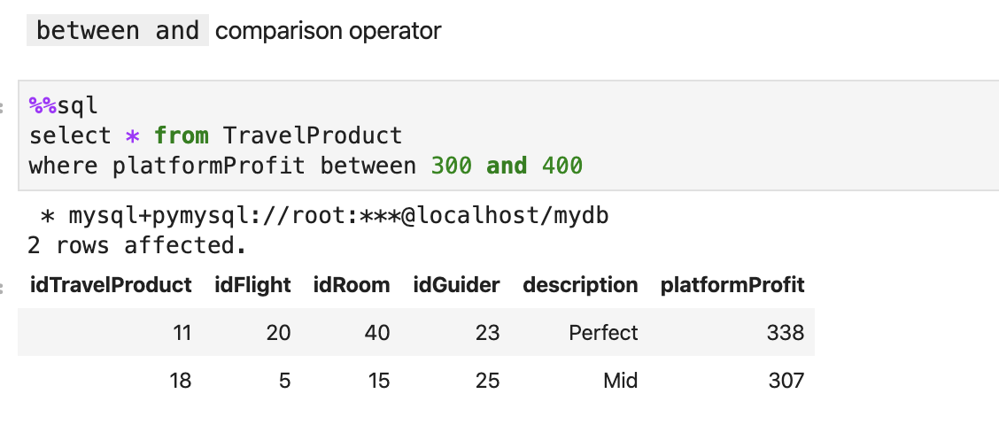 between and comparison operator
%%sql
select * from TravelProduct
where platformProfit between 300 and 400
* mysql+pymysql://root:***@localhost/mydb
2 rows affected.
idTravelProduct idFlight idRoom idGuider description platformProfit
11 20 40 23 Perfect 338
18 5 15 25 Mid 307